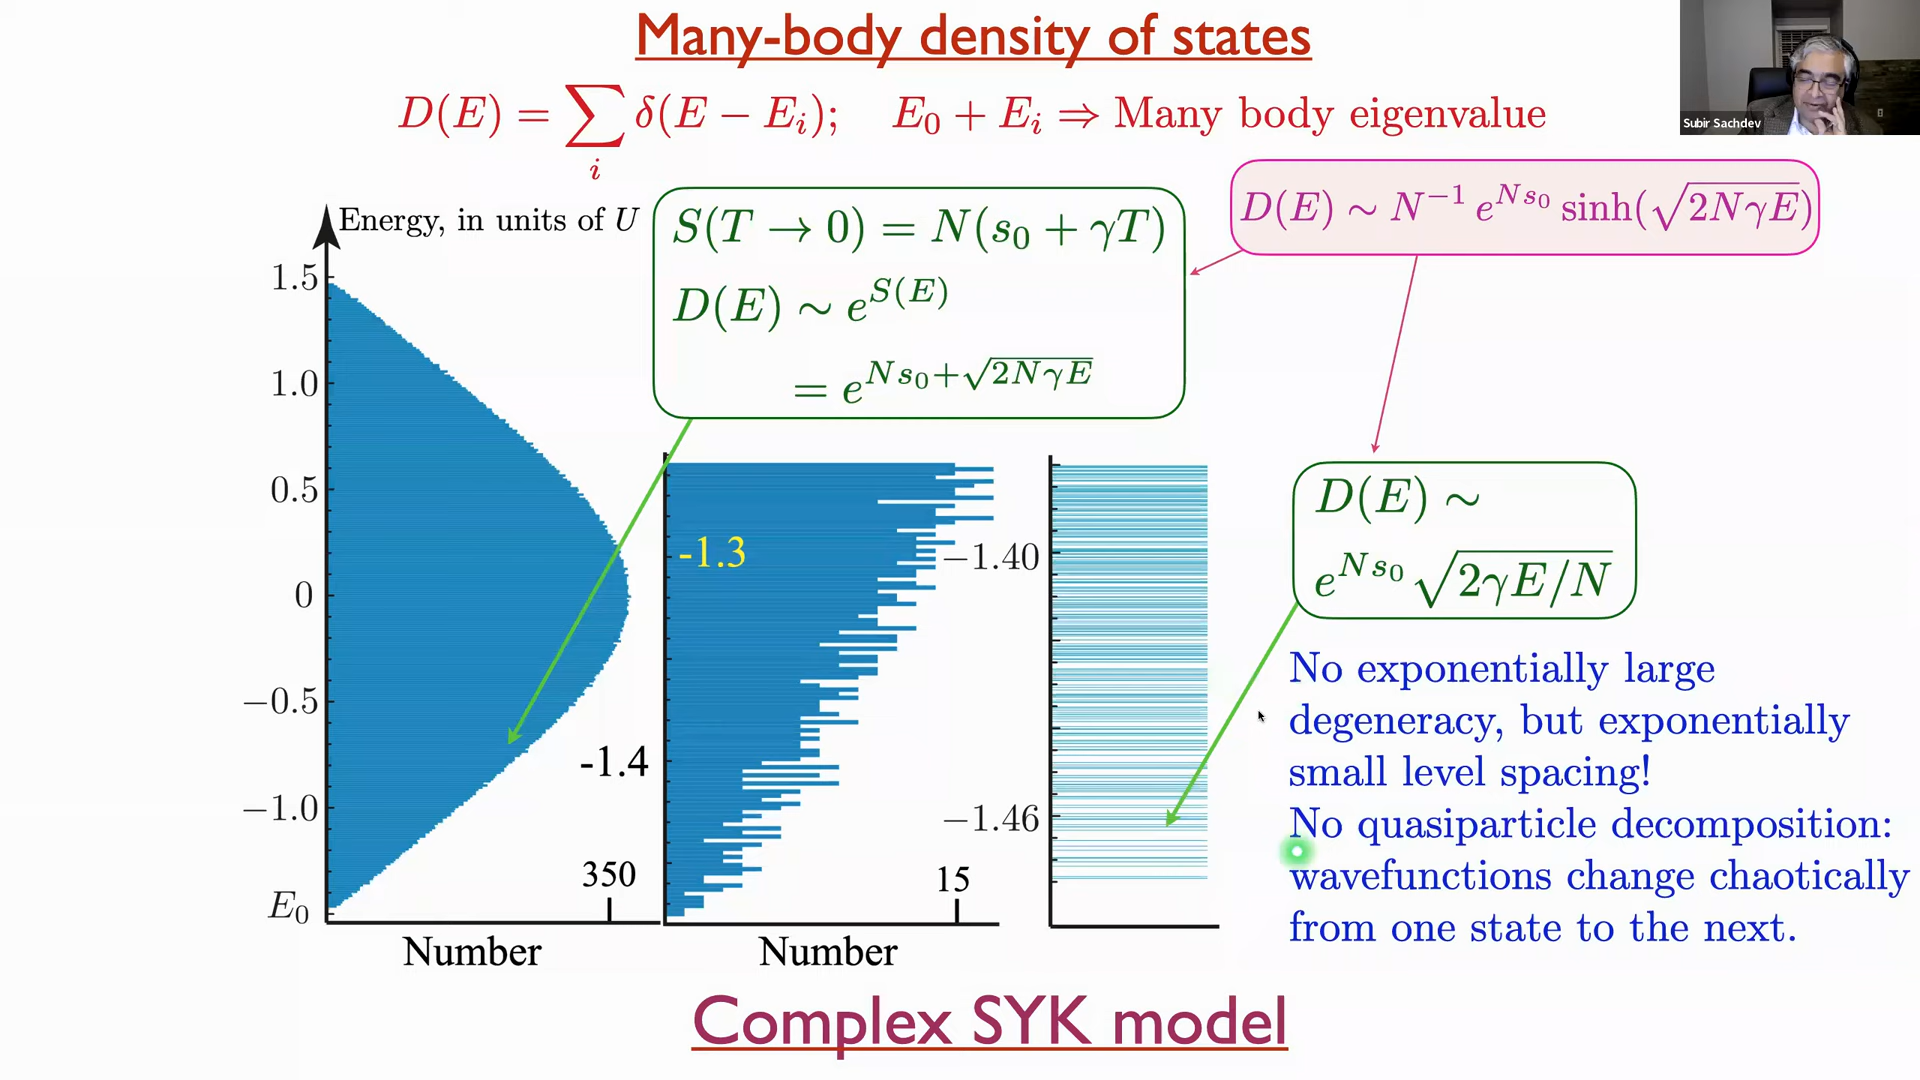 Many-body density of states
Subir Sachdev
D(E) = ∑_i δ(E − E_i);   E_0 + E_i ⇒ Many body eigenvalue
D(E) ∼ N^{−1} e^{Ns_0} sinh(√{2NγE})
Energy, in units of U
S(T → 0) = N(s_0 + γT)
D(E) ∼ e^{S(E)}
= e^{Ns_0+√{2NγE}}
1.5
1.0
0.5
0
−0.5
−1.0
E_0
350
Number
-1.3
-1.4
15
Number
−1.40
−1.46
D(E) ∼
e^{Ns_0} √{2γE/N}
No exponentially large
degeneracy, but exponentially
small level spacing!
No quasiparticle decomposition:
wavefunctions change chaotically
from one state to the next.
Complex SYK model